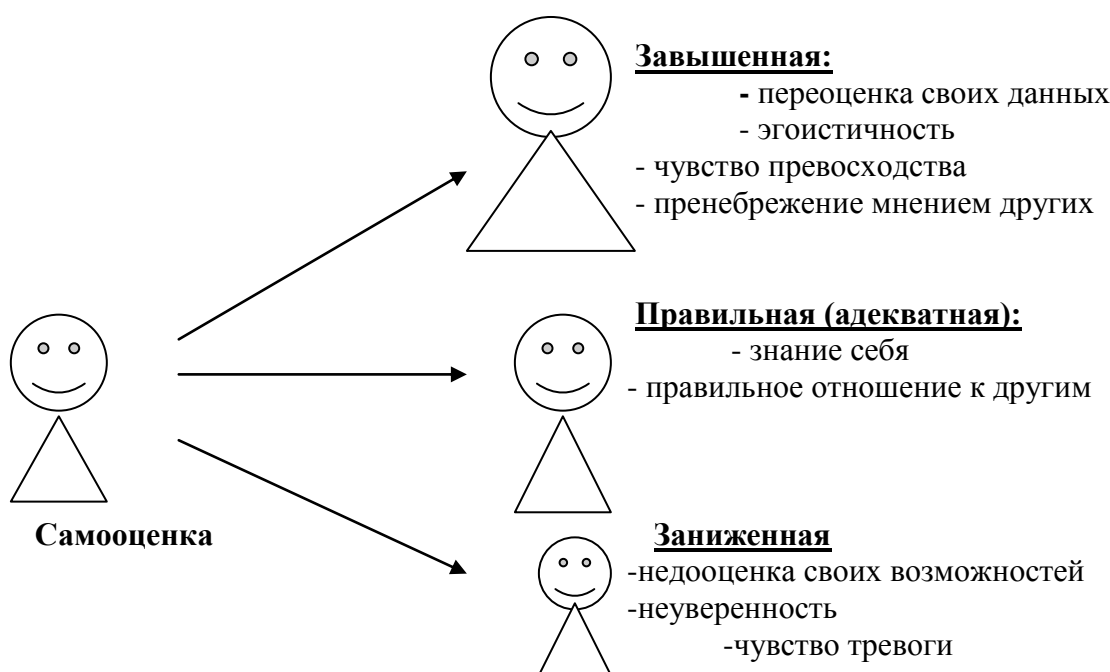 Завышенная:
- переоценка своих данных
- эгоистичность
- чувство превосходства
- пренебрежение мнением других
Правильная (адекватная):
- знание себя
- правильное отношение к другим
Самооценка
Заниженная
-недооценка своих возможностей
-неуверенность
-чувство тревоги